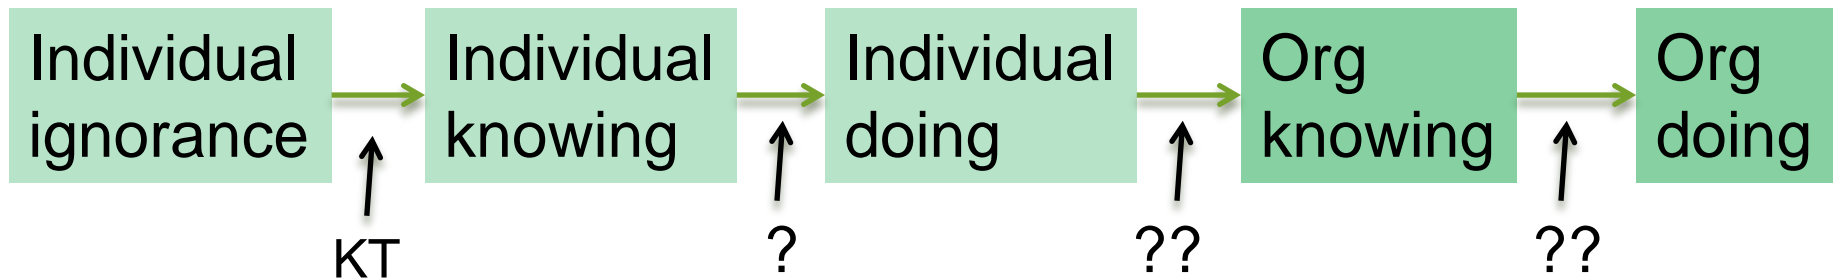 Individual
ignorance
Individual
knowing
Individual
doing
Org
knowing
Org
doing
KT
?
??
??